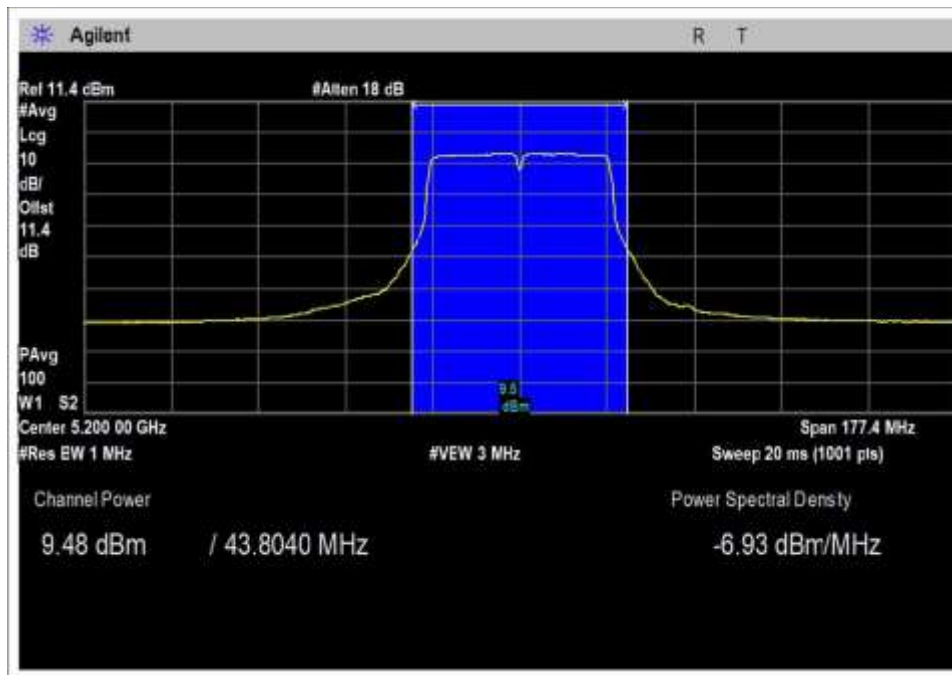 Agilent R T
Ref 11.4 dBm #Atten 18 dB
#Avg
Log
10
dB/
Offst
11.4
dB
PAvg
100
W1 S2
9.5
dBm
Center 5.200 00 GHz Span 177.4 MHz
#Res BW 1 MHz #VBW 3 MHz Sweep 20 ms (1001 pts)
Channel Power Power Spectral Density
9.48 dBm / 43.8040 MHz -6.93 dBm/MHz